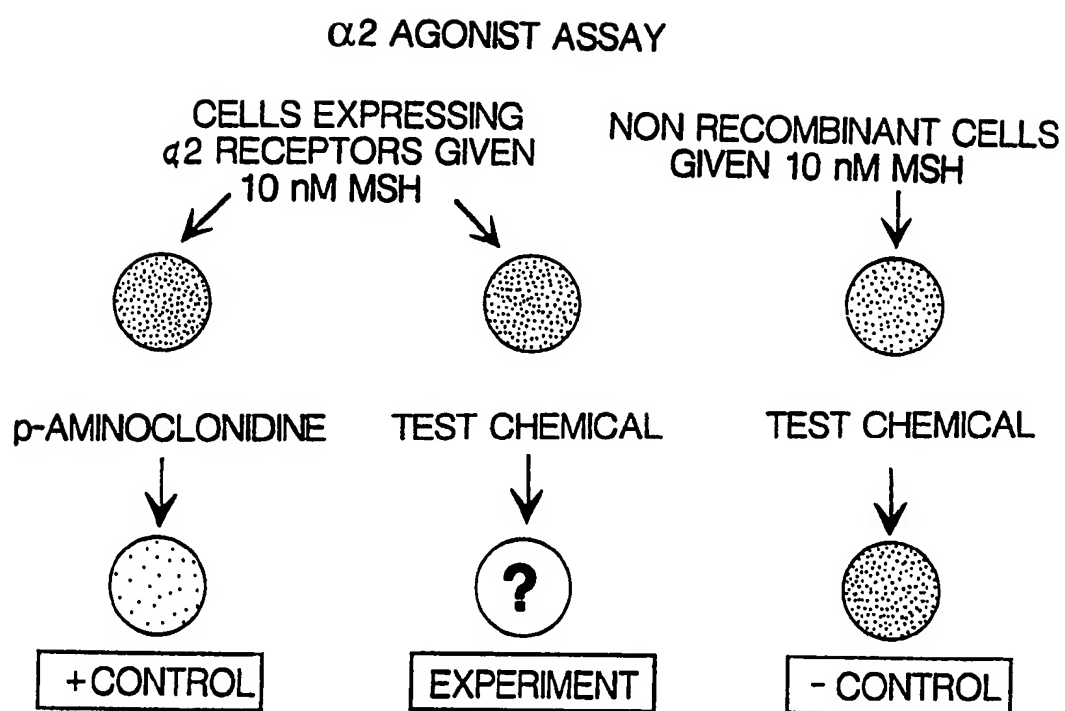 α2 AGONIST ASSAY
CELLS EXPRESSING
α2 RECEPTORS GIVEN
10 nM MSH
NON RECOMBINANT CELLS
GIVEN 10 nM MSH
p-AMINOCLONIDINE
TEST CHEMICAL
TEST CHEMICAL
?
+ CONTROL
EXPERIMENT
- CONTROL